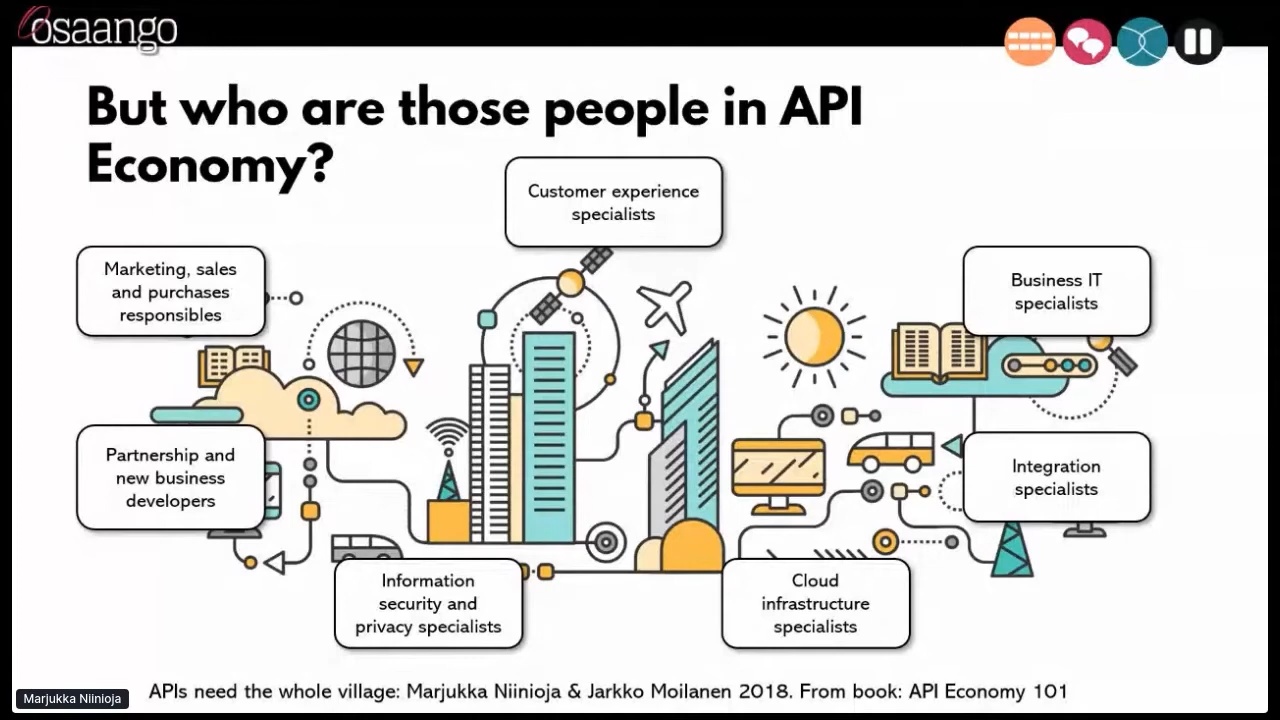 osaango
But who are those people in API
Economy?
Customer experience
specialists
Marketing, sales
and purchases
responsibles
Business IT
specialists
Partnership and
new business
developers
Integration
specialists
Information
security and
privacy specialists
Cloud
infrastructure
specialists
APIs need the whole village: Marjukka Niinioja & Jarkko Moilanen 2018. From book: API Economy 101
Marjukka Niinioja